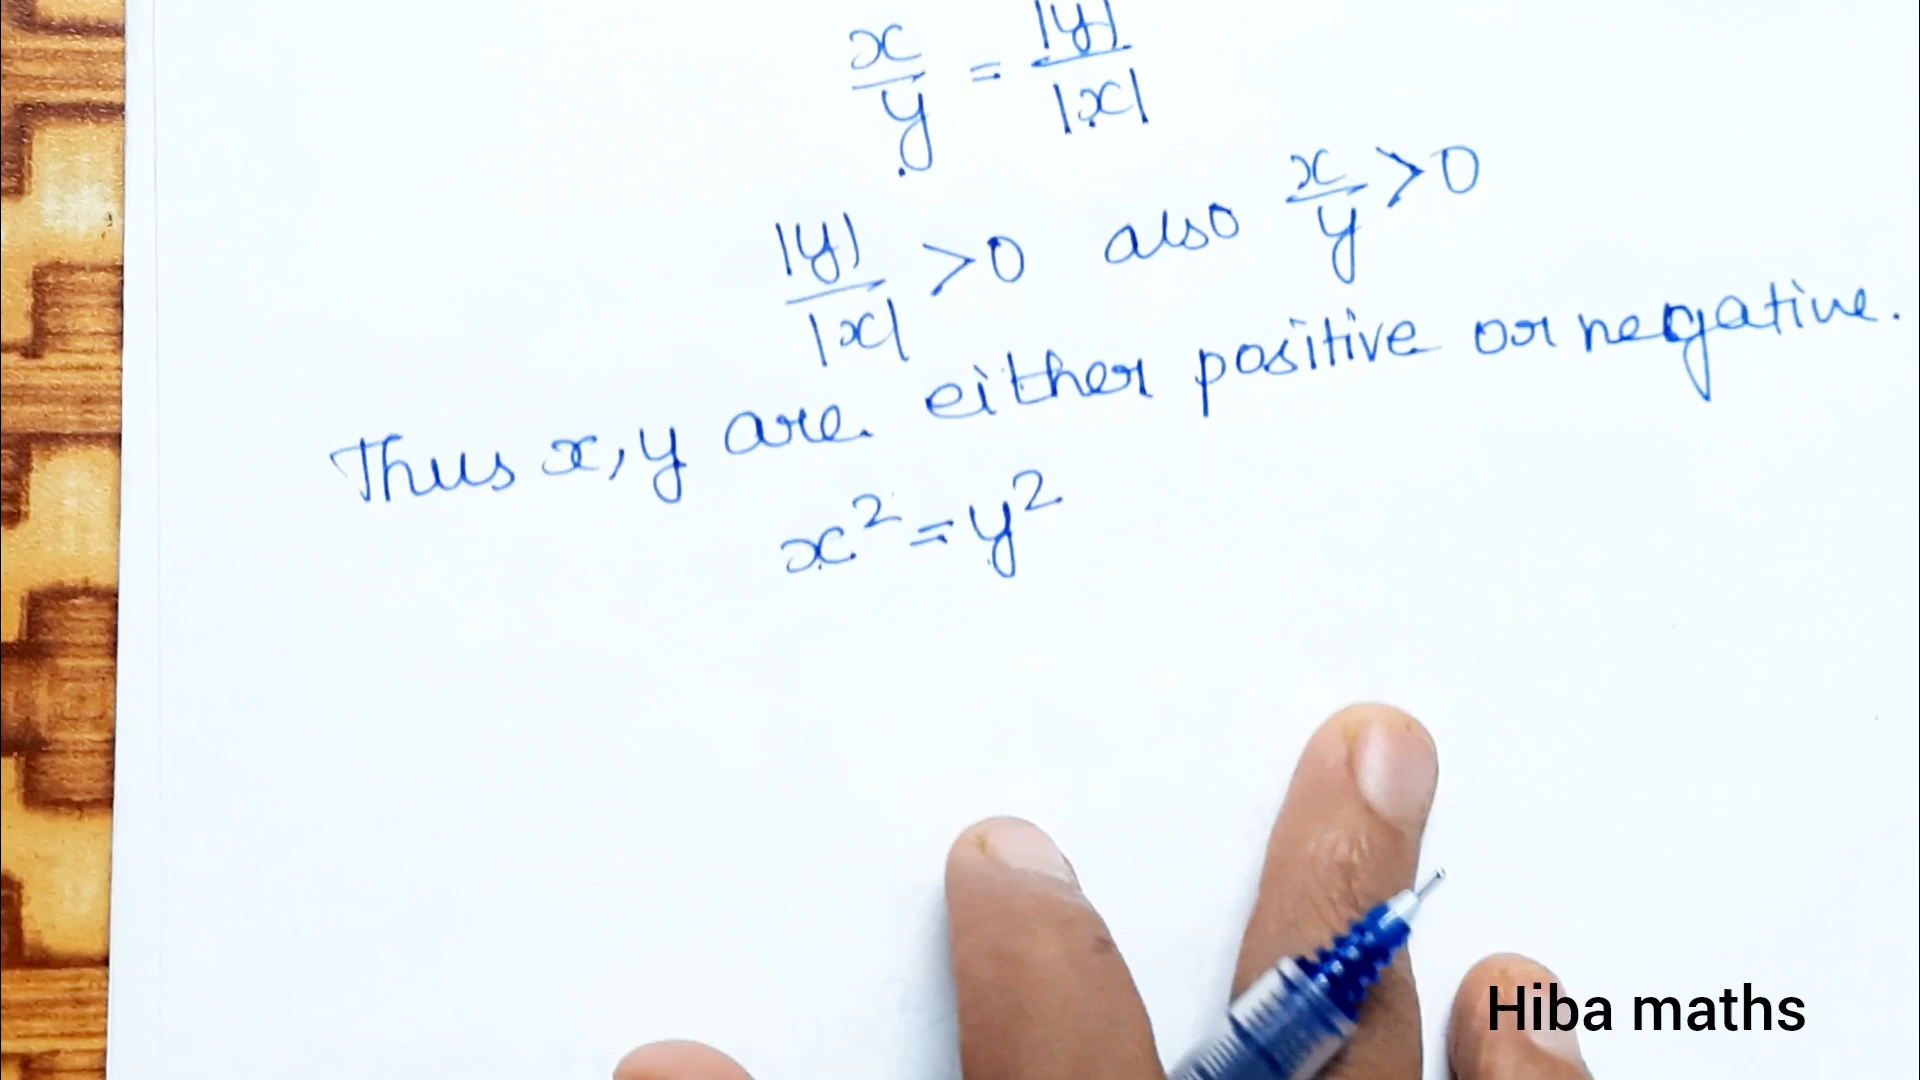 x/y = |y|/|x|
|y|/|x| > 0 also x/y > 0
Thus x, y are either positive or negative.
x² = y²
Hiba maths